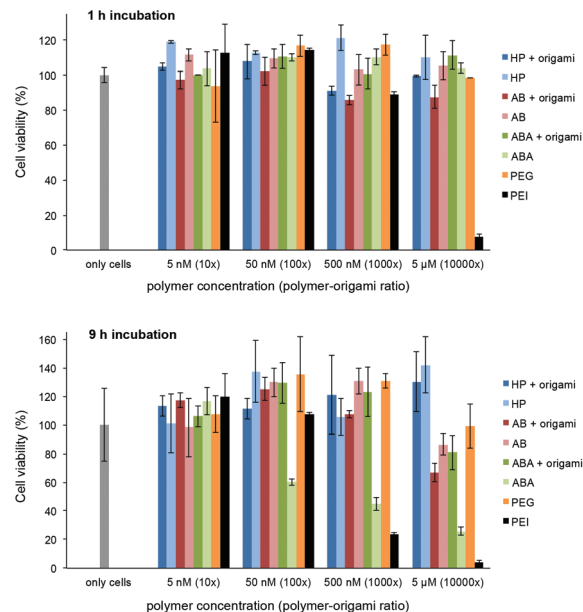 1 h incubation
120
100
80
60
40
20
0
Cell viability (%)
HP + origami
HP
AB + origami
AB
ABA + origami
ABA
PEG
PEI
only cells 5 nM (10x) 50 nM (100x) 500 nM (1000x) 5 µM (10000x)
polymer concentration (polymer-origami ratio)
9 h incubation
160
140
120
100
80
60
40
20
0
Cell viability (%)
HP + origami
HP
AB + origami
AB
ABA + origami
ABA
PEG
PEI
only cells 5 nM (10x) 50 nM (100x) 500 nM (1000x) 5 µM (10000x)
polymer concentration (polymer-origami ratio)